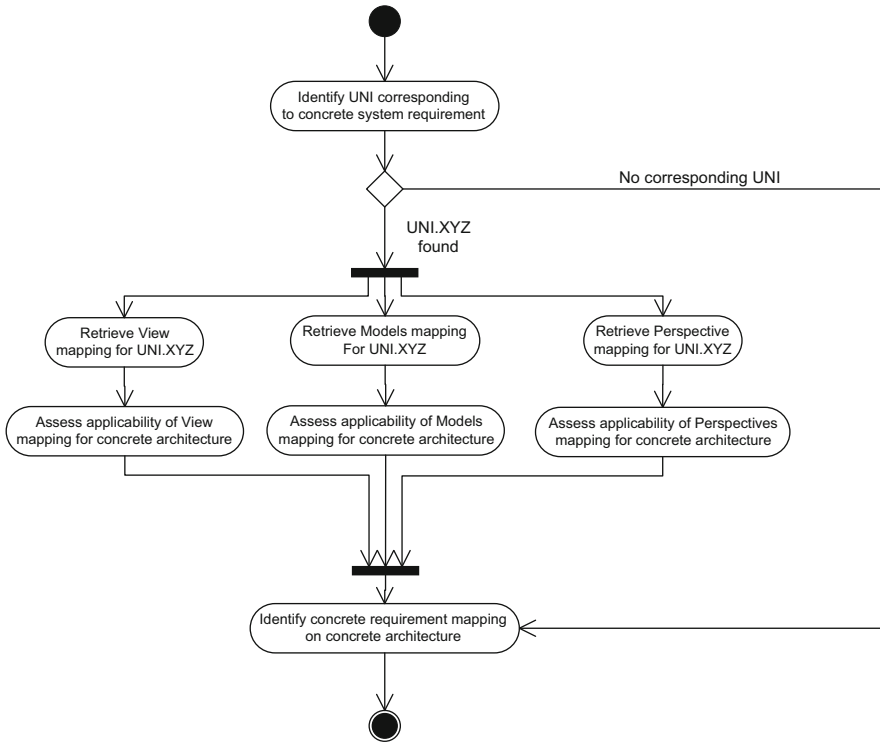 Identify UNI corresponding
to concrete system requirement
No corresponding UNI
UNI.XYZ
found
Retrieve View
mapping for UNI.XYZ
Retrieve Models mapping
For UNI.XYZ
Retrieve Perspective
mapping for UNI.XYZ
Assess applicability of View
mapping for concrete architecture
Assess applicability of Models
mapping for concrete architecture
Assess applicability of Perspectives
mapping for concrete architecture
Identify concrete requirement mapping
on concrete architecture